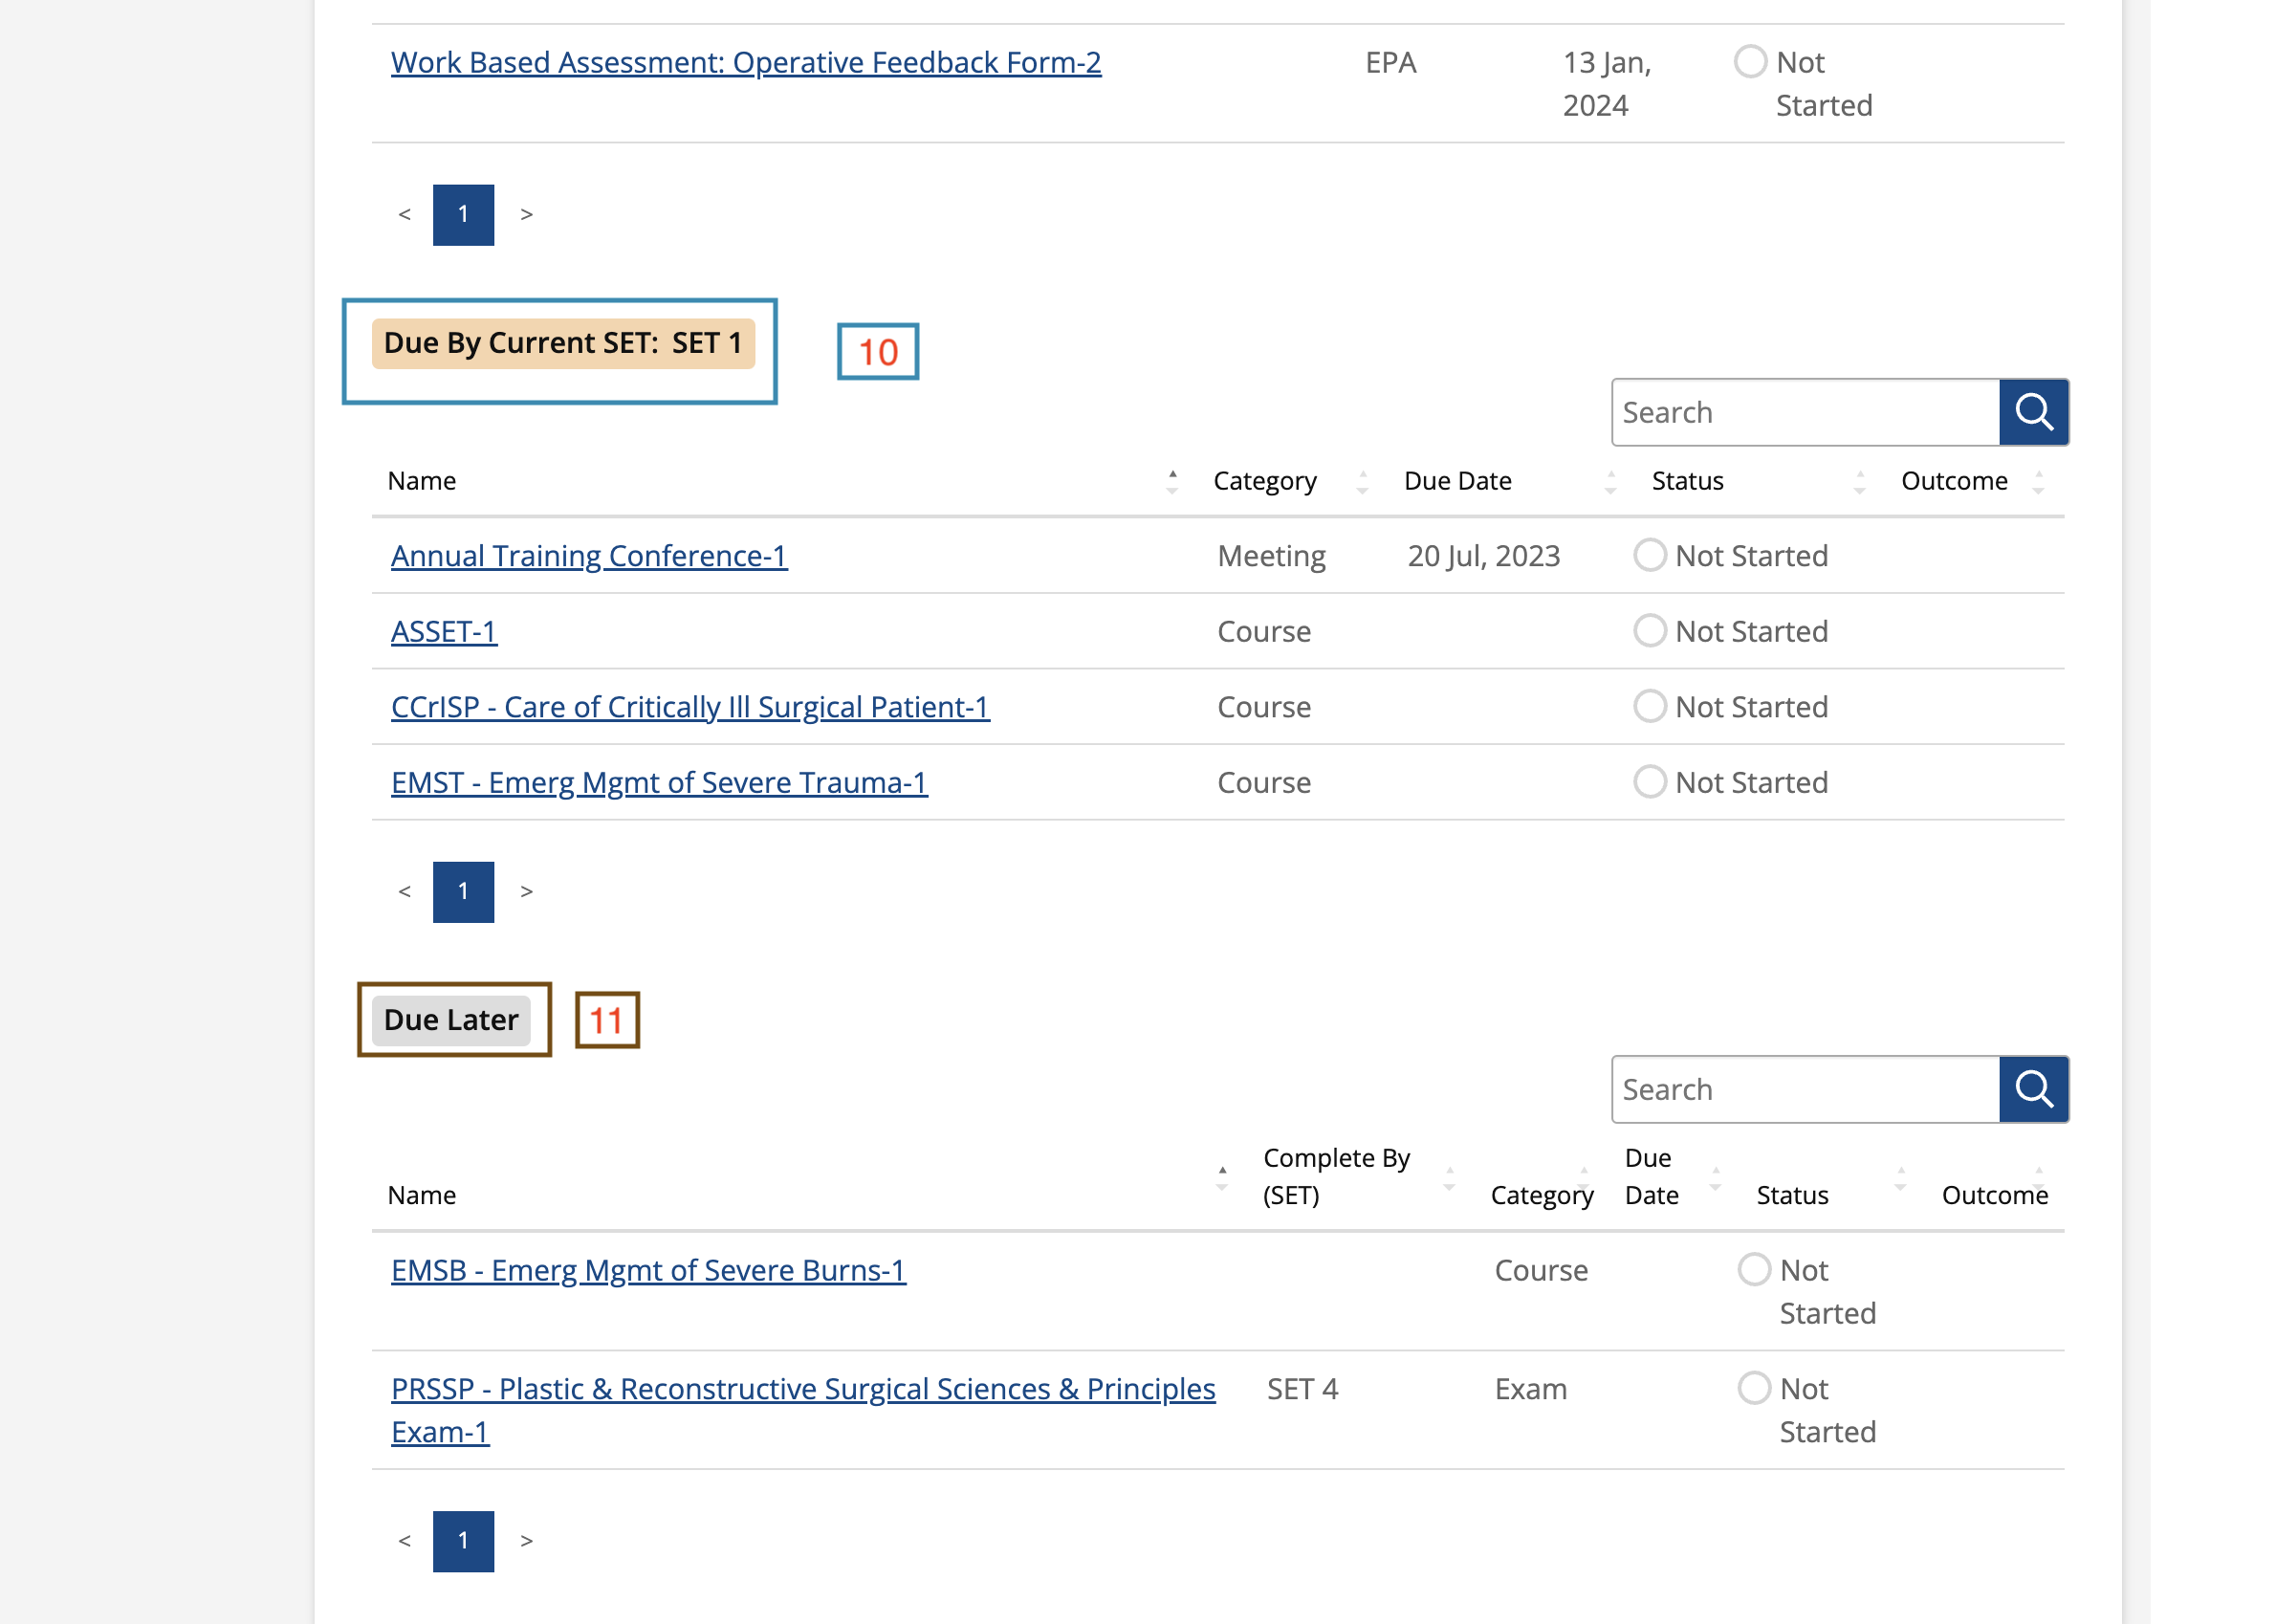 Work Based Assessment: Operative Feedback Form-2 EPA 13 Jan, 2024 Not Started
< 1 >
Due By Current SET: SET 1 10
Search
Name Category Due Date Status Outcome
Annual Training Conference-1 Meeting 20 Jul, 2023 Not Started
ASSET-1 Course Not Started
CCrISP - Care of Critically Ill Surgical Patient-1 Course Not Started
EMST - Emerg Mgmt of Severe Trauma-1 Course Not Started
< 1 >
Due Later 11
Search
Name Complete By (SET) Category Due Date Status Outcome
EMSB - Emerg Mgmt of Severe Burns-1 Course Not Started
PRSSP - Plastic & Reconstructive Surgical Sciences & Principles Exam-1 SET 4 Exam Not Started
< 1 >